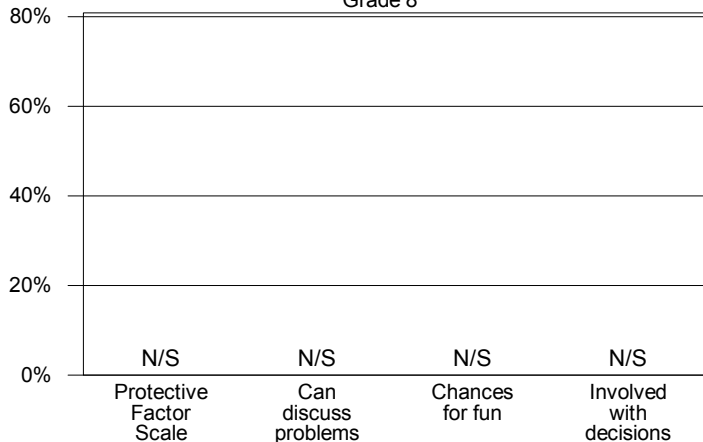 Grade 8
80%
60%
40%
20%
0%
N/S N/S N/S N/S
Protective
Factor
Scale
Can
discuss
problems
Chances
for fun
Involved
with
decisions